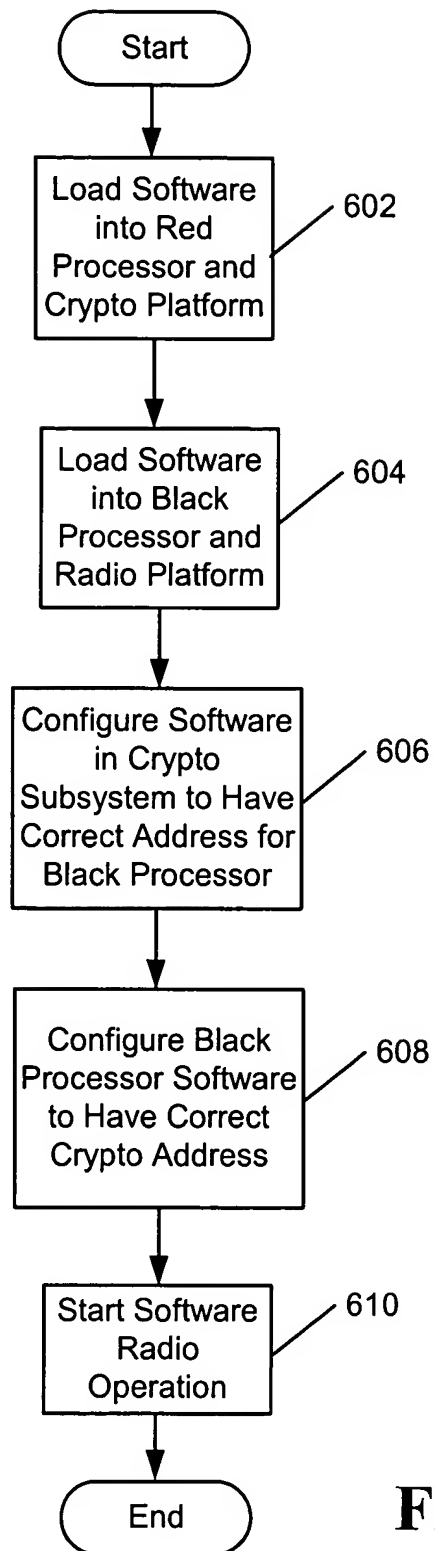 Start
Load Software
into Red
Processor and
Crypto Platform
602
Load Software
into Black
Processor and
Radio Platform
604
Configure Software
in Crypto
Subsystem to Have
Correct Address for
Black Processor
606
Configure Black
Processor Software
to Have Correct
Crypto Address
608
Start Software
Radio
Operation
610
End
F